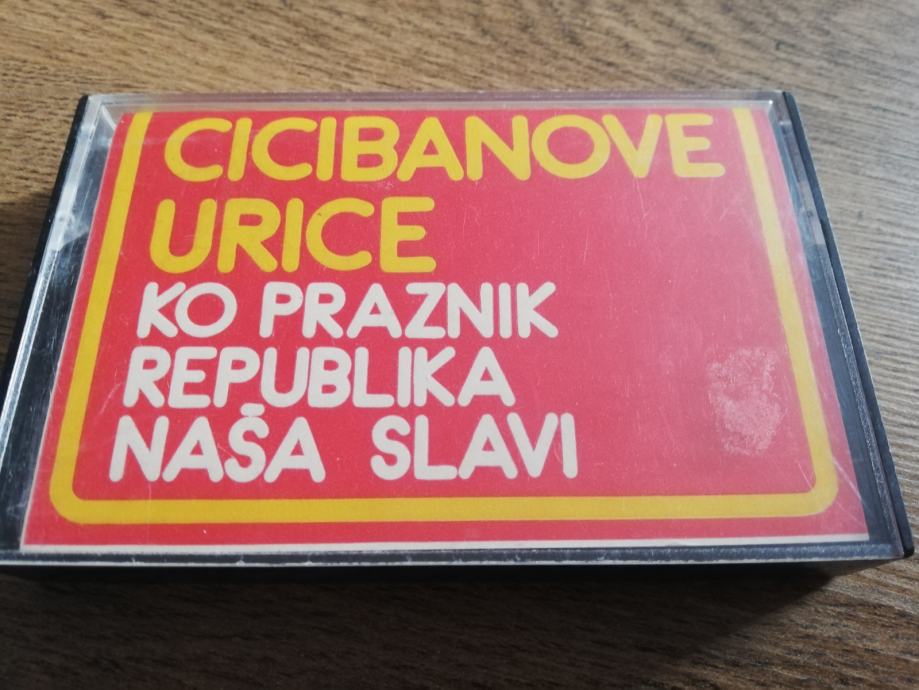 CICIBANOVE
URICE
KO PRAZNIK
REPUBLIKA
NAŠA SLAVI